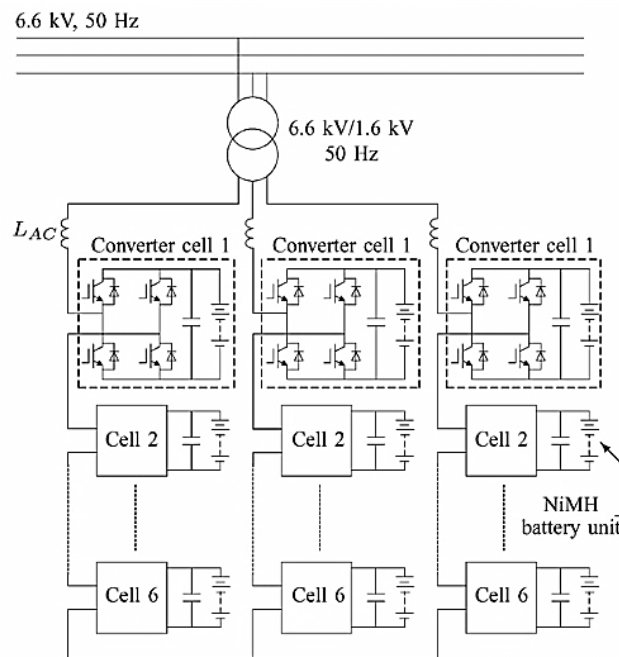 6.6 kV, 50 Hz
6.6 kV/1.6 kV
50 Hz
L_AC
Converter cell 1
Converter cell 1
Converter cell 1
Cell 2
Cell 2
Cell 2
NiMH
battery unit
Cell 6
Cell 6
Cell 6